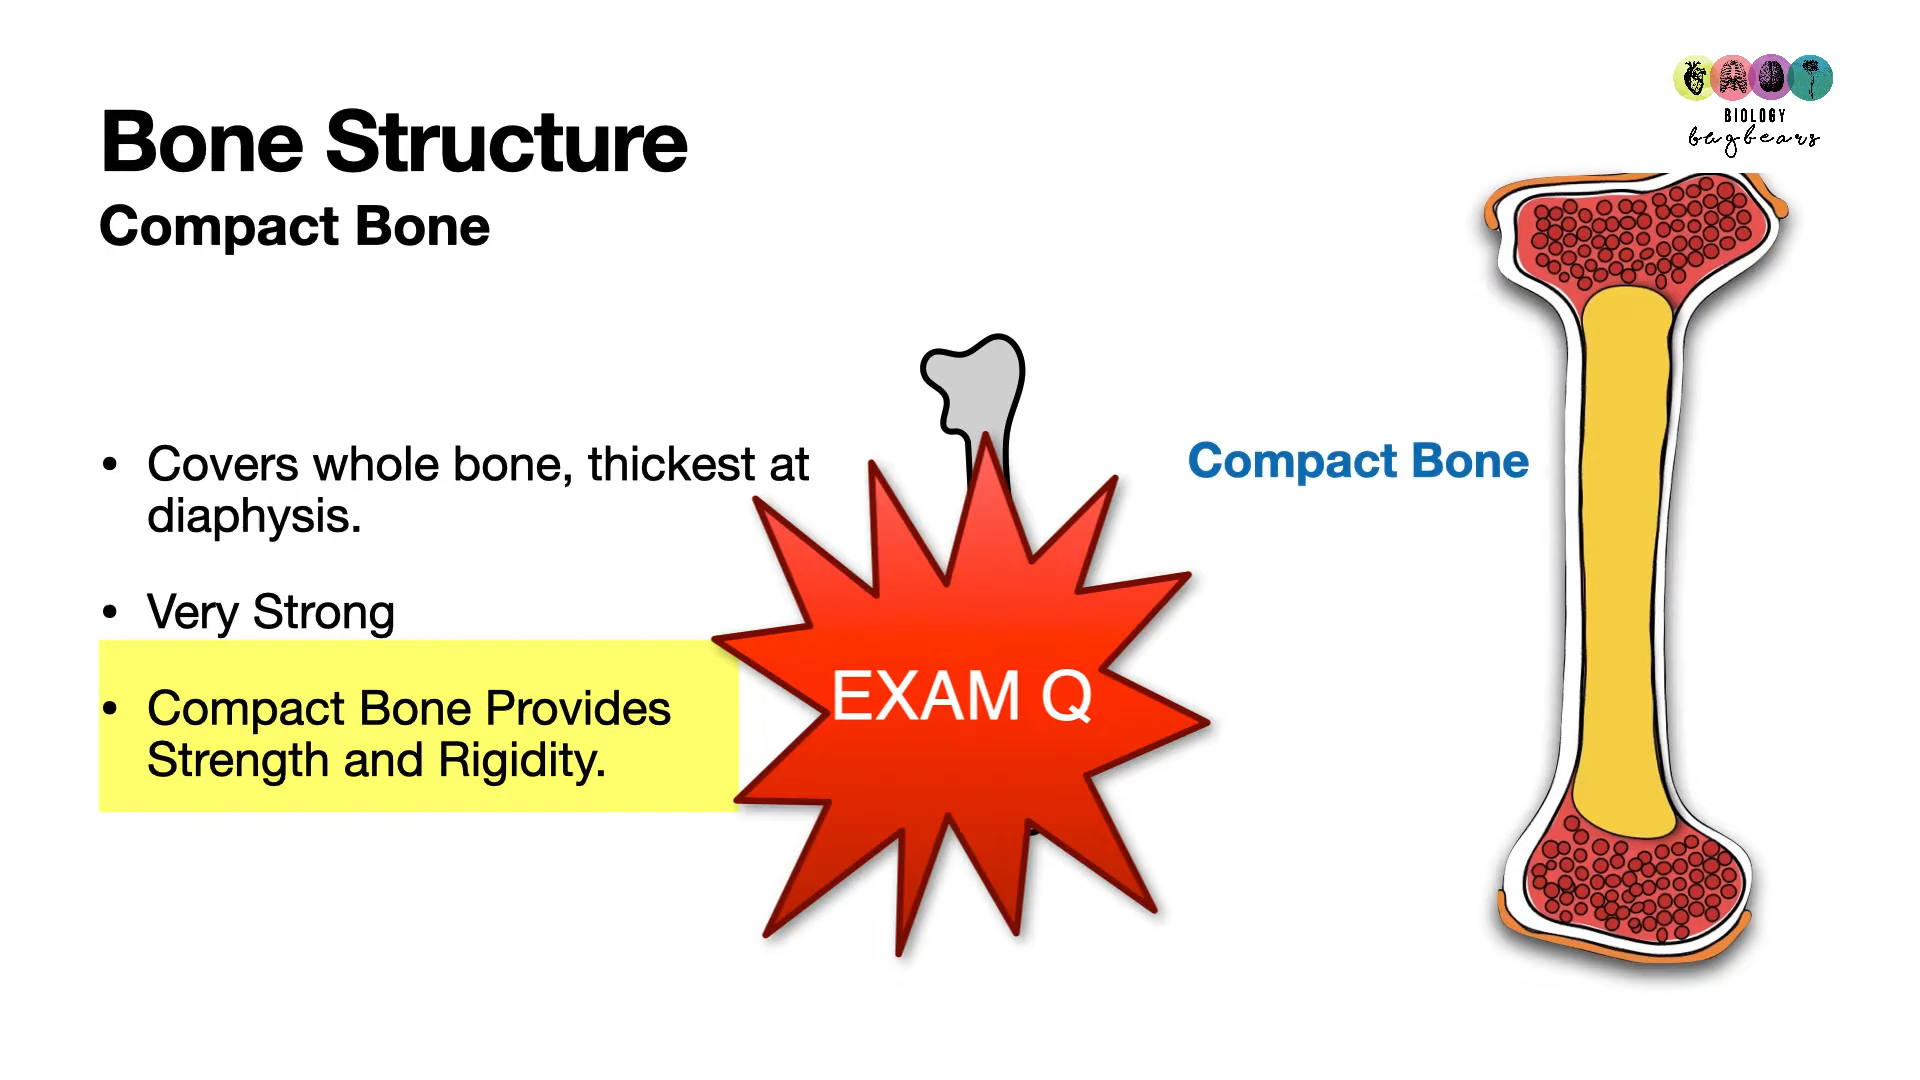 BIOLOGY
bugbears
Bone Structure
Compact Bone
• Covers whole bone, thickest at
diaphysis.
• Very Strong
• Compact Bone Provides
Strength and Rigidity.
EXAM Q
Compact Bone